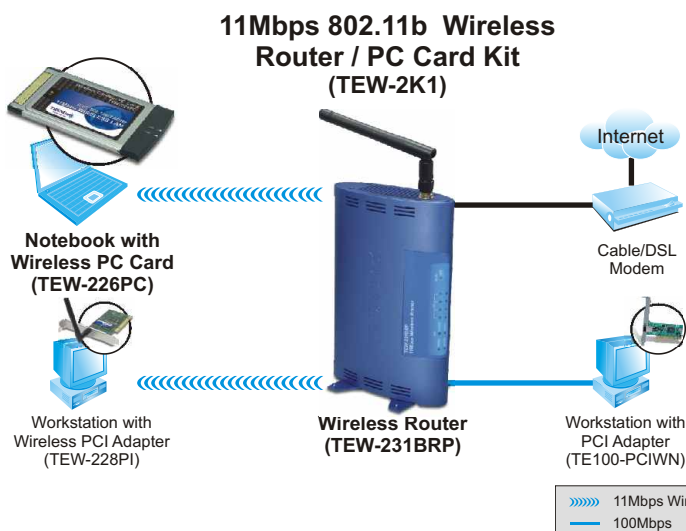 11Mbps 802.11b Wireless
Router / PC Card Kit
(TEW-2K1)
Internet
Cable/DSL
Modem
Notebook with
Wireless PC Card
(TEW-226PC)
Workstation with
Wireless PCI Adapter
(TEW-228PI)
Wireless Router
(TEW-231BRP)
Workstation with
PCI Adapter
(TE100-PCIWN)
11Mbps Wir
100Mbps